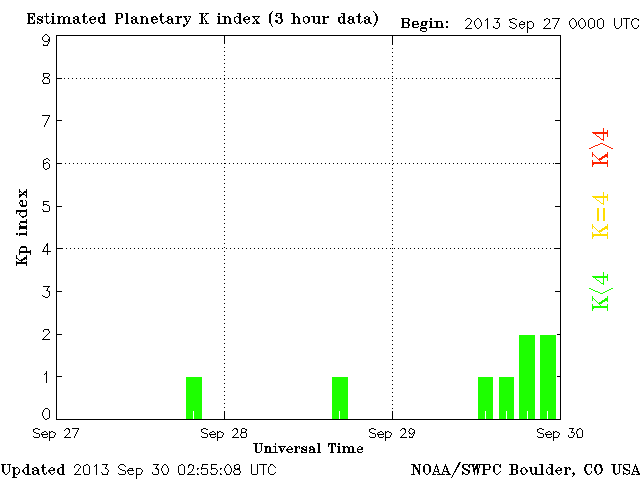 Estimated Planetary K index (3 hour data)
Begin: 2013 Sep 27 0000 UTC
9
8
7
6
5
4
3
2
1
0
Kp index
K>4
K=4
K<4
Sep 27
Sep 28
Sep 29
Sep 30
Universal Time
Updated 2013 Sep 30 02:55:08 UTC
NOAA/SWPC Boulder, CO USA